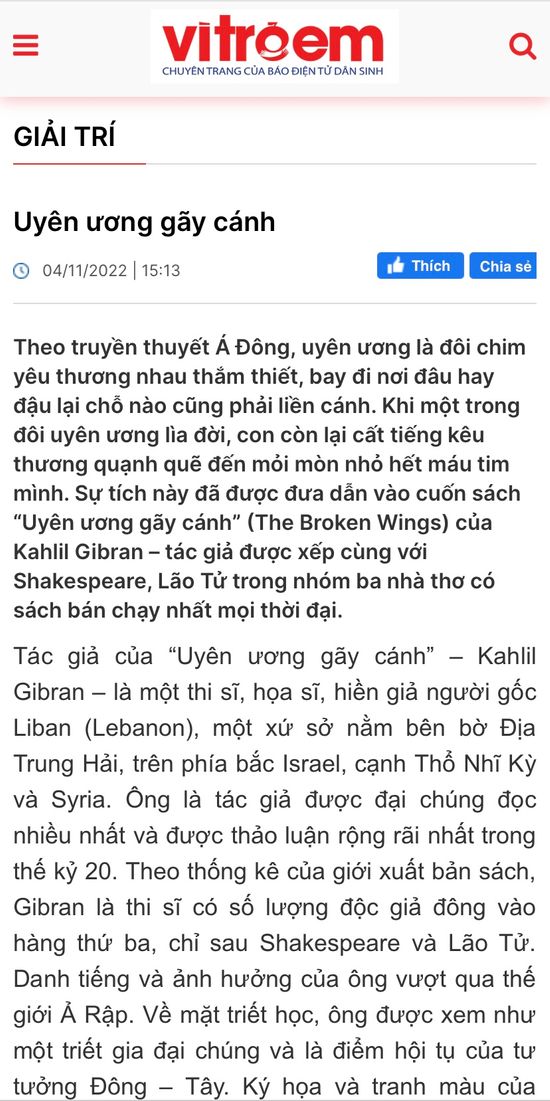 vìtrẻem
CHUYÊN TRANG CỦA BÁO ĐIỆN TỬ DÂN SINH
GIẢI TRÍ
Uyên ương gãy cánh
04/11/2022 | 15:13
Thích
Chia sẻ
Theo truyền thuyết Á Đông, uyên ương là đôi chim
yêu thương nhau thắm thiết, bay đi nơi đâu hay
đậu lại chỗ nào cũng phải liền cánh. Khi một trong
đôi uyên ương lìa đời, con còn lại cất tiếng kêu
thương quạnh quẽ đến mỏi mòn nhỏ hết máu tim
mình. Sự tích này đã được đưa dẫn vào cuốn sách
“Uyên ương gãy cánh” (The Broken Wings) của
Kahlil Gibran – tác giả được xếp cùng với
Shakespeare, Lão Tử trong nhóm ba nhà thơ có
sách bán chạy nhất mọi thời đại.
Tác giả của “Uyên ương gãy cánh” – Kahlil
Gibran – là một thi sĩ, họa sĩ, hiền giả người gốc
Liban (Lebanon), một xứ sở nằm bên bờ Địa
Trung Hải, trên phía bắc Israel, cạnh Thổ Nhĩ Kỳ
và Syria. Ông là tác giả được đại chúng đọc
nhiều nhất và được thảo luận rộng rãi nhất trong
thế kỷ 20. Theo thống kê của giới xuất bản sách,
Gibran là thi sĩ có số lượng độc giả đông vào
hàng thứ ba, chỉ sau Shakespeare và Lão Tử.
Danh tiếng và ảnh hưởng của ông vượt qua thế
giới Ả Rập. Về mặt triết học, ông được xem như
một triết gia đại chúng và là điểm hội tụ của tư
tưởng Đông – Tây. Ký họa và tranh màu của